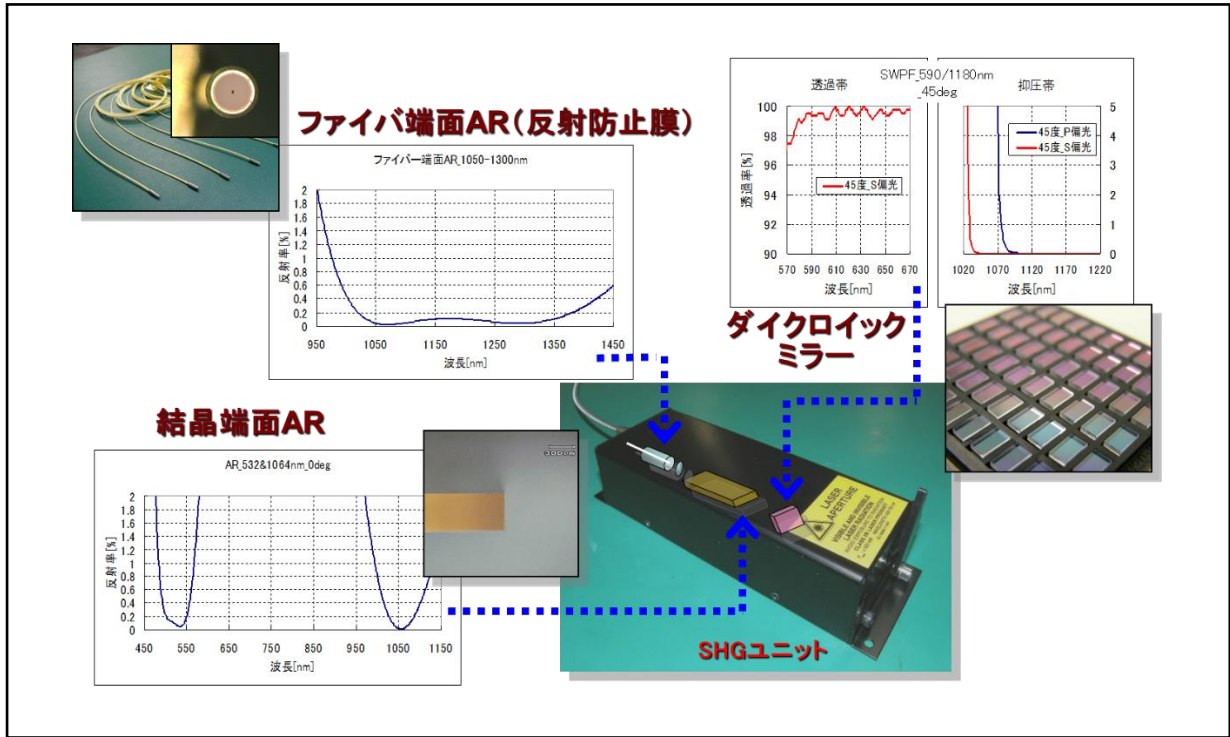 ファイバ端面AR(反射防止膜)
ファイバー端面AR_1050-1300nm
反射率[%]
2
1.8
1.6
1.4
1.2
1
0.8
0.6
0.4
0.2
0
950 1050 1150 1250 1350 1450
波長[nm]
SWPF_590/1180nm
_45deg
透過帯
透過率[%]
100
98
96
94
92
90
45度_S偏光
570 590 610 630 650 670
波長[nm]
抑圧帯
5
4
3
2
1
0
45度_P偏光
45度_S偏光
1020 1070 1120 1170 1220
波長[nm]
ダイクロイック
ミラー
結晶端面AR
AR_532&1064nm_0deg
反射率[%]
2
1.8
1.6
1.4
1.2
1
0.8
0.6
0.4
0.2
0
450 550 650 750 850 950 1050 1150
波長[nm]
LASER
APERTURE
VISIBLE AND INVISIBLE
LASER RADIATION
SHGユニット